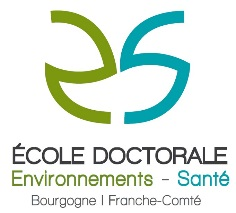 ÉCOLE DOCTORALE
Environnements - Santé
Bourgogne | Franche-Comté